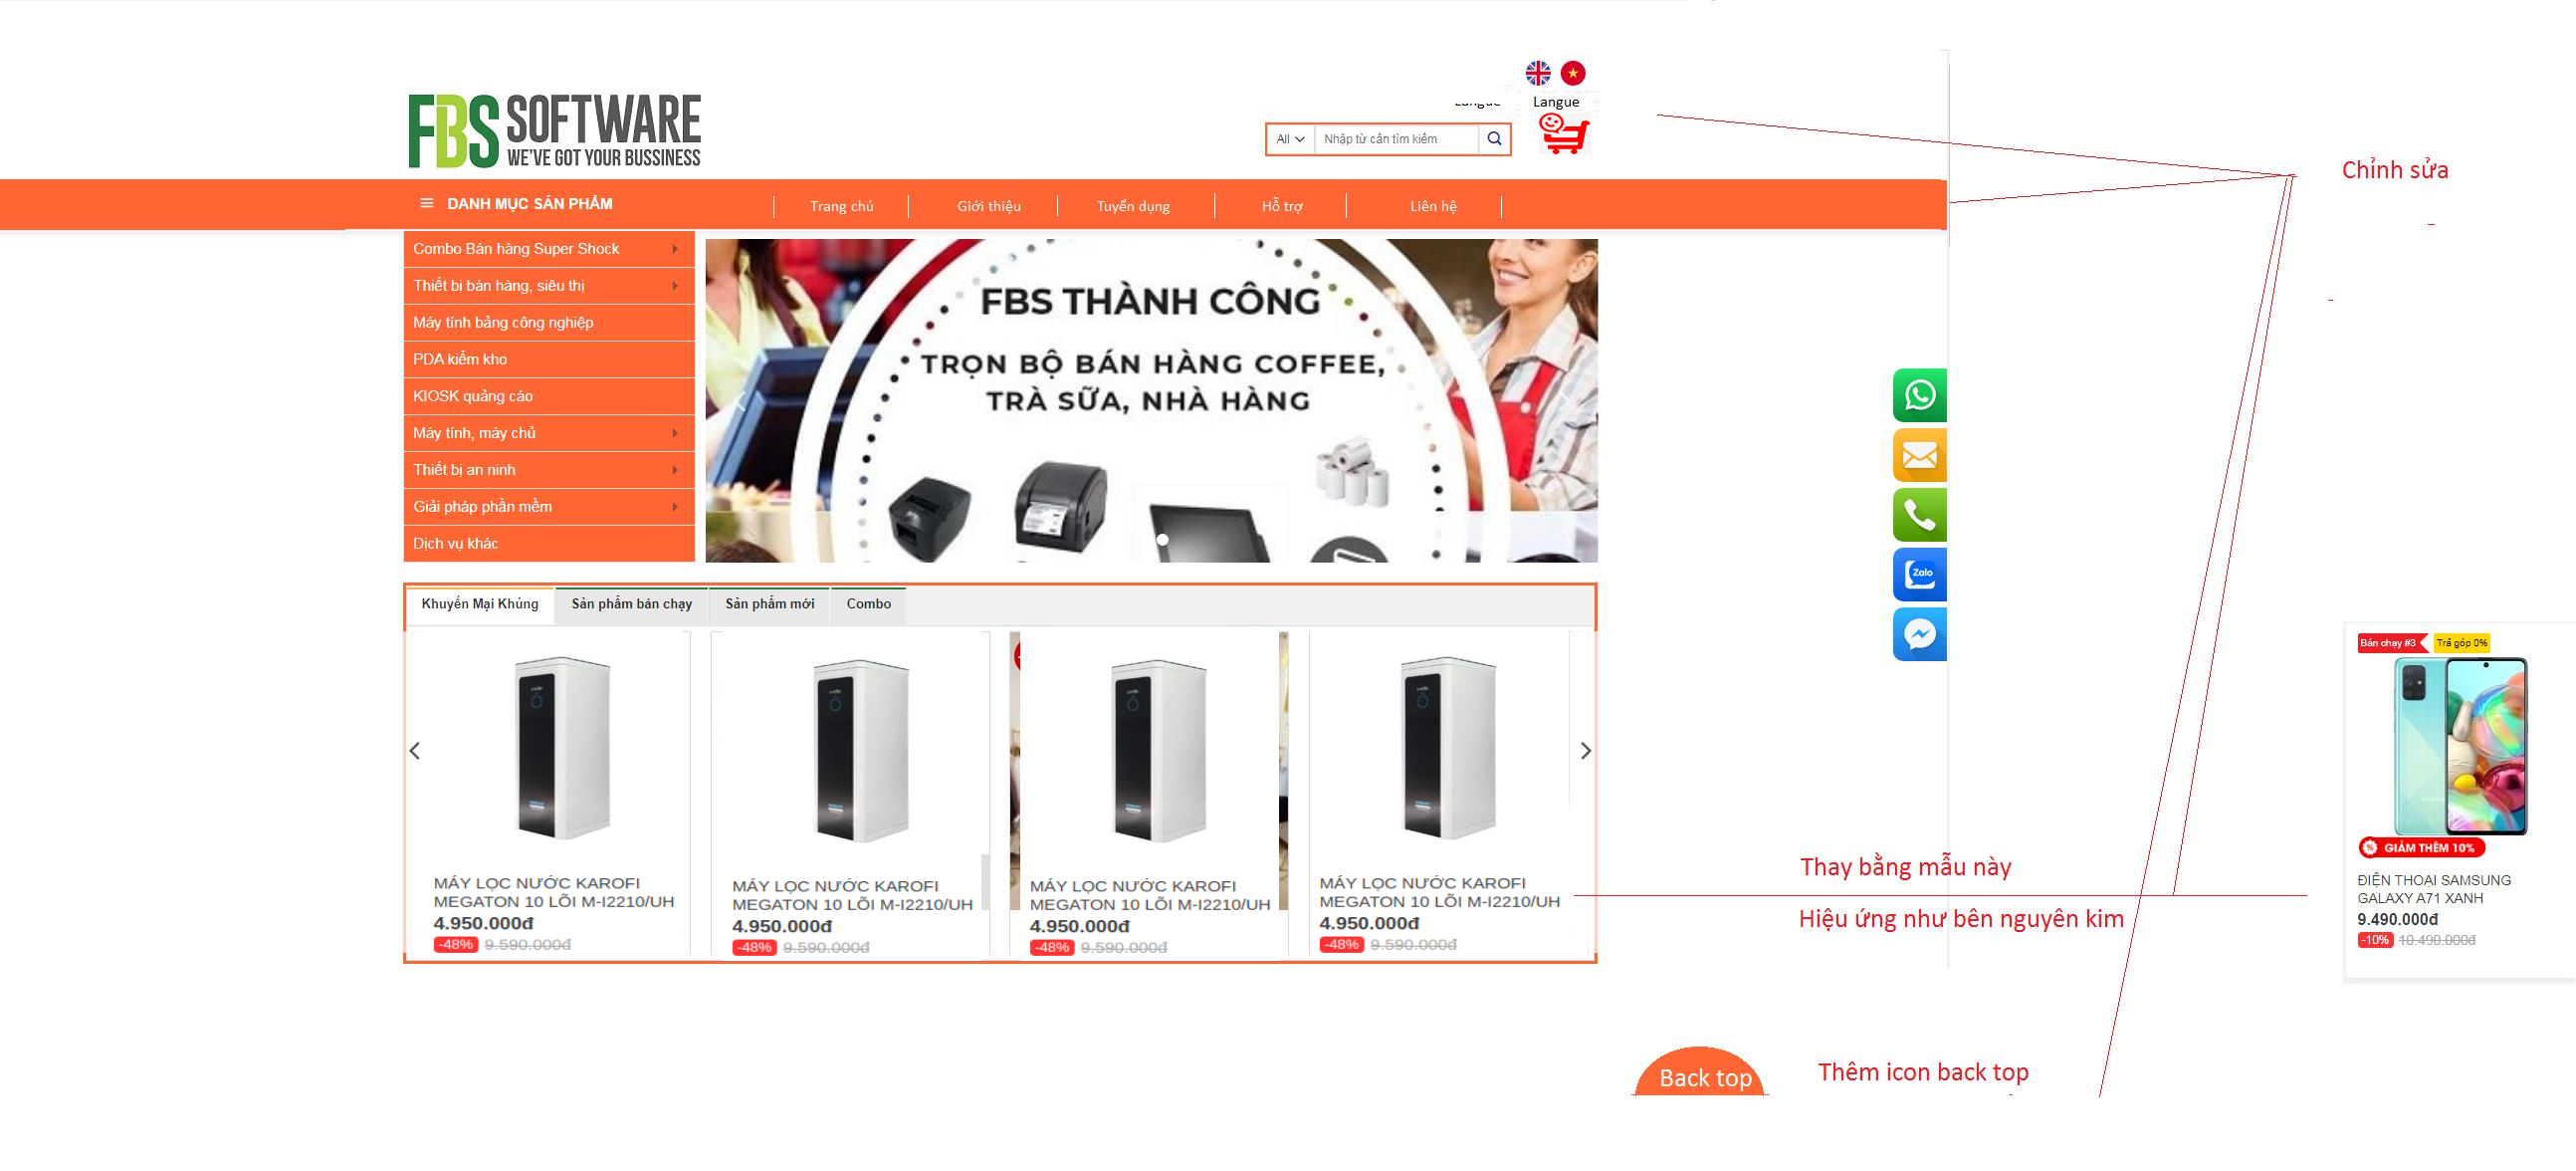 FBS SOFTWARE
WE'VE GOT YOUR BUSSINESS
Langue
All
Nhập từ cần tìm kiếm
Chỉnh sửa
DANH MỤC SẢN PHẨM
Trang chủ
Giới thiệu
Tuyển dụng
Hỗ trợ
Liên hệ
Combo Bán hàng Super Shock
Thiết bị bán hàng, siêu thị
Máy tính bảng công nghiệp
PDA kiểm kho
KIOSK quảng cáo
Máy tính, máy chủ
Thiết bị an ninh
Giải pháp phần mềm
Dịch vụ khác
FBS THÀNH CÔNG
TRỌN BỘ BÁN HÀNG COFFEE,
TRÀ SỮA, NHÀ HÀNG
Zalo
Khuyến Mại Khủng
Sản phẩm bán chạy
Sản phẩm mới
Combo
MÁY LỌC NƯỚC KAROFI
MEGATON 10 LÕI M-I2210/UH
4.950.000đ
-48% 9.590.000đ
MÁY LỌC NƯỚC KAROFI
MEGATON 10 LÕI M-I2210/UH
4.950.000đ
-48% 9.590.000đ
MÁY LỌC NƯỚC KAROFI
MEGATON 10 LÕI M-I2210/UH
4.950.000đ
-48% 9.590.000đ
MÁY LỌC NƯỚC KAROFI
MEGATON 10 LÕI M-I2210/UH
4.950.000đ
-48% 9.590.000đ
Thay bằng mẫu này
Hiệu ứng như bên nguyên kim
Bán chạy #3
Trả góp 0%
GIẢM THÊM 10%
ĐIỆN THOẠI SAMSUNG
GALAXY A71 XANH
9.490.000đ
-10% 10.490.000đ
Back top
Thêm icon back top